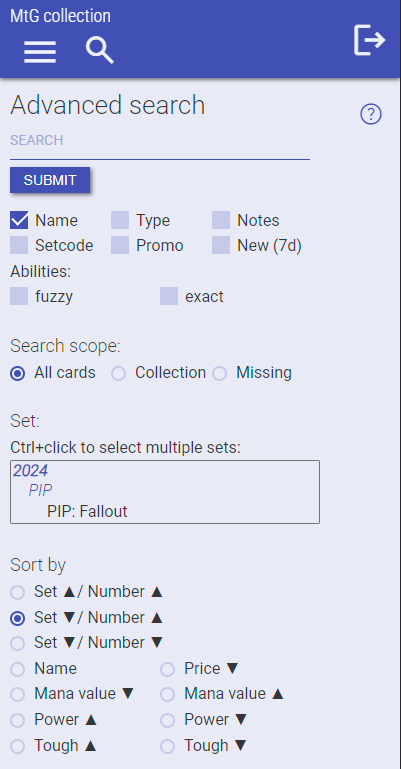 MtG collection
Advanced search
?
SEARCH
SUBMIT
Name Type Notes
Setcode Promo New (7d)
Abilities:
fuzzy exact
Search scope:
All cards Collection Missing
Set:
Ctrl+click to select multiple sets:
2024
PIP
PIP: Fallout
Sort by
Set ▲/ Number ▲
Set ▼/ Number ▲
Set ▼/ Number ▼
Name Price ▼
Mana value ▼ Mana value ▲
Power ▲ Power ▼
Tough ▲ Tough ▼